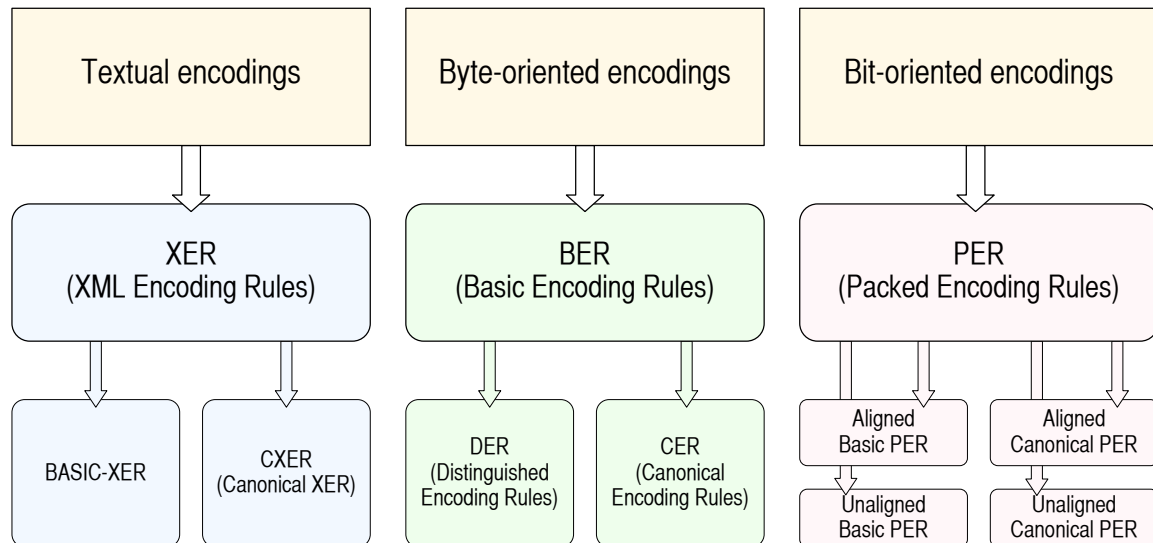 Textual encodings
Byte-oriented encodings
Bit-oriented encodings
XER
(XML Encoding Rules)
BER
(Basic Encoding Rules)
PER
(Packed Encoding Rules)
BASIC-XER
CXER
(Canonical XER)
DER
(Distinguished
Encoding Rules)
CER
(Canonical
Encoding Rules)
Aligned
Basic PER
Aligned
Canonical PER
Unaligned
Basic PER
Unaligned
Canonical PER